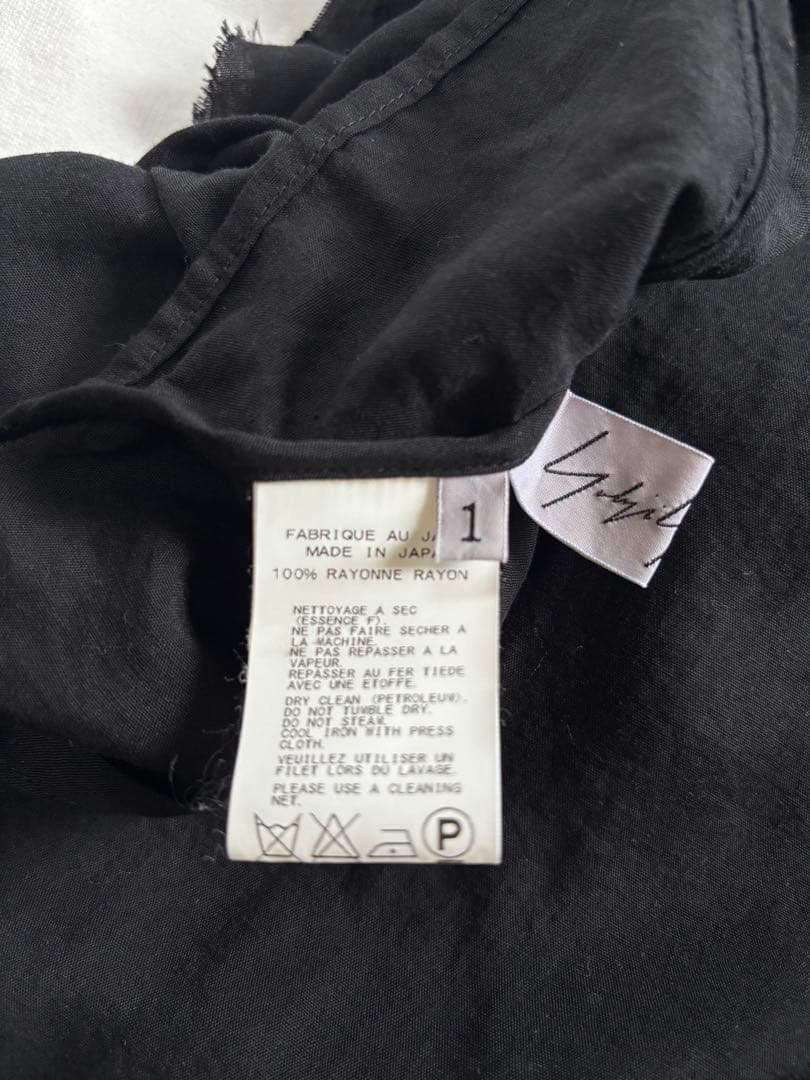 FABRIQUE AU JA
MADE IN JAPA
1
100% RAYONNE RAYON
NETTOYAGE A SEC
(ESSENCE F).
NE PAS FAIRE SECHER A
LA MACHINE.
NE PAS REPASSER A LA
VAPEUR.
REPASSER AU FER TIEDE
AVEC UNE ETOFFE.
DRY CLEAN (PETROLEUM).
DO NOT TUMBLE DRY.
DO NOT STEAM.
COOL IRON WITH PRESS
CLOTH.
VEUILLEZ UTILISER UN
FILET LORS DU LAVAGE.
PLEASE USE A CLEANING
NET.
P